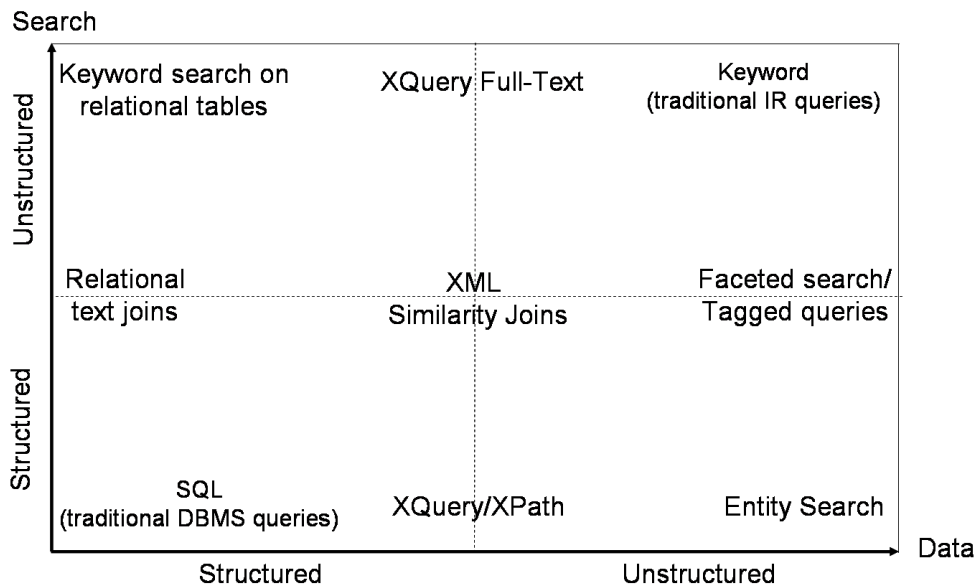 Search
Keyword search on
relational tables
XQuery Full-Text
Keyword
(traditional IR queries)
Unstructured
Relational
text joins
XML
Similarity Joins
Faceted search/
Tagged queries
Structured
SQL
(traditional DBMS queries)
XQuery/XPath
Entity Search
Data
Structured
Unstructured